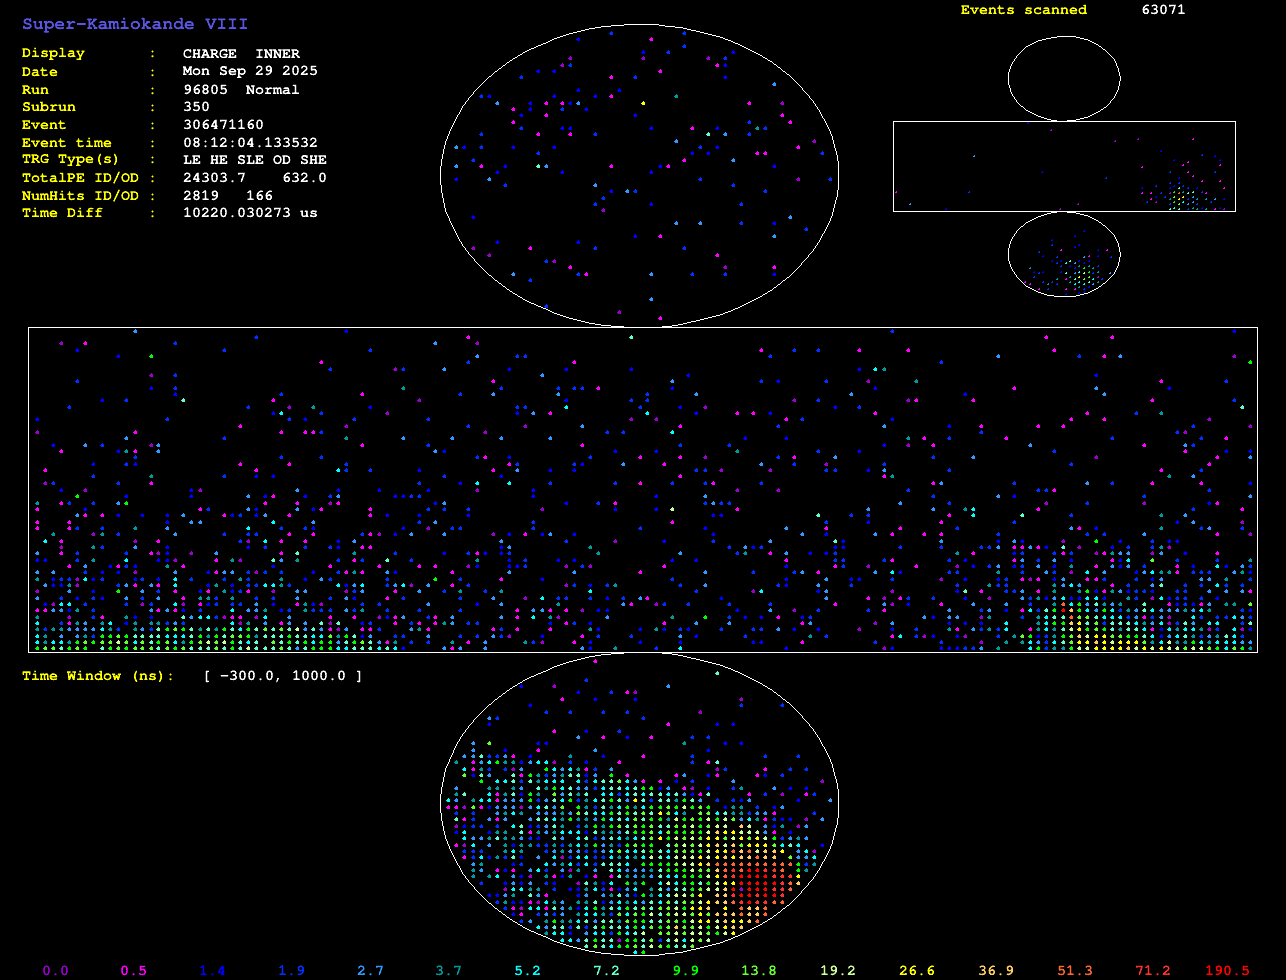 Super-Kamiokande VIII
Events scanned 63071
Display : CHARGE INNER
Date : Mon Sep 29 2025
Run : 96805 Normal
Subrun : 350
Event : 306471160
Event time : 08:12:04.133532
TRG Type(s) : LE HE SLE OD SHE
TotalPE ID/OD : 24303.7 632.0
NumHits ID/OD : 2819 166
Time Diff : 10220.030273 us
Time Window (ns): [ -300.0, 1000.0 ]
0.0 0.5 1.4 1.9 2.7 3.7 5.2 7.2 9.9 13.8 19.2 26.6 36.9 51.3 71.2 190.5